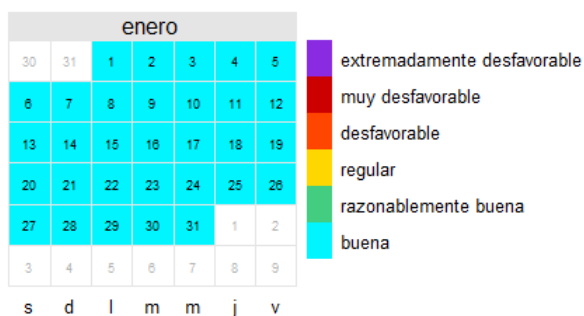 enero
30 31 1 2 3 4 5
6 7 8 9 10 11 12
13 14 15 16 17 18 19
20 21 22 23 24 25 26
27 28 29 30 31 1 2
3 4 5 6 7 8 9
s d l m m j v
extremadamente desfavorable
muy desfavorable
desfavorable
regular
razonablemente buena
buena